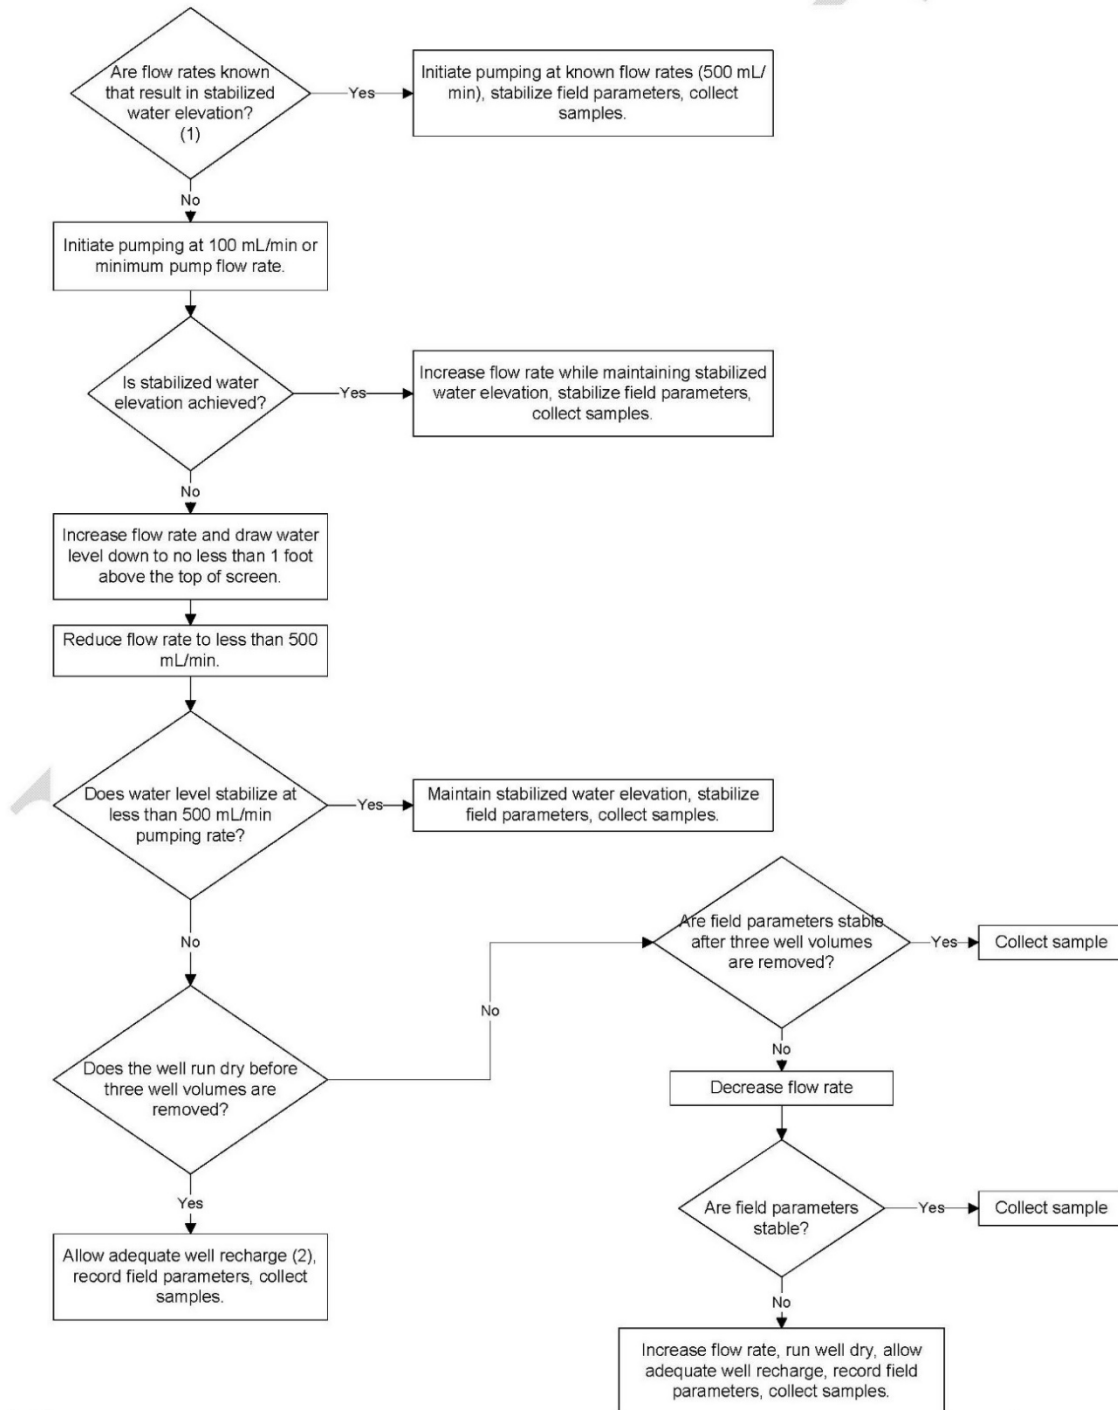 Are flow rates known
that result in stabilized
water elevation?
(1)
Yes
Initiate pumping at known flow rates (500 mL/
min), stabilize field parameters, collect
samples.
No
Initiate pumping at 100 mL/min or
minimum pump flow rate.
Is stabilized water
elevation achieved?
Yes
Increase flow rate while maintaining stabilized
water elevation, stabilize field parameters,
collect samples.
No
Increase flow rate and draw water
level down to no less than 1 foot
above the top of screen.
Reduce flow rate to less than 500
mL/min.
Does water level stabilize at
less than 500 mL/min
pumping rate?
Yes
Maintain stabilized water elevation, stabilize
field parameters, collect samples.
No
Does the well run dry before
three well volumes are
removed?
Yes
Allow adequate well recharge (2),
record field parameters, collect
samples.
No
Are field parameters stable
after three well volumes
are removed?
Yes
Collect sample
No
Decrease flow rate
Are field parameters
stable?
Yes
Collect sample
No
Increase flow rate, run well dry, allow
adequate well recharge, record field
parameters, collect samples.